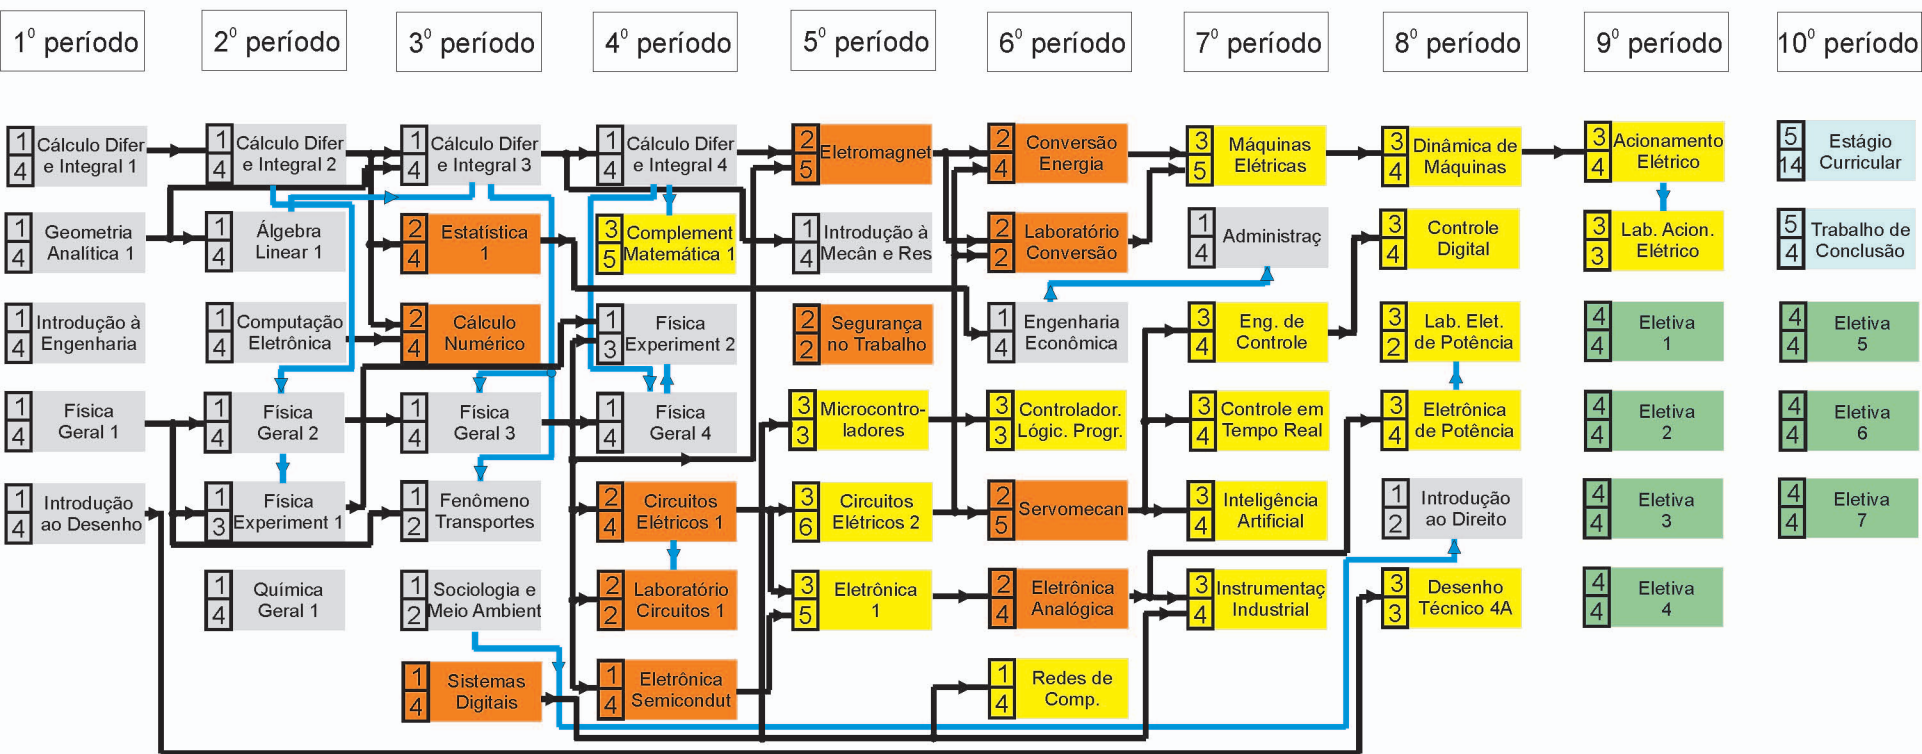 1º período
2º período
3º período
4º período
5º período
6º período
7º período
8º período
9º período
10º período
1
4
Cálculo Difer
e Integral 1
1
4
Cálculo Difer
e Integral 2
1
4
Cálculo Difer
e Integral 3
1
4
Cálculo Difer
e Integral 4
2
5
Eletromagnet
2
4
Conversão
Energia
3
5
Máquinas
Elétricas
3
4
Dinâmica de
Máquinas
3
4
Acionamento
Elétrico
5
14
Estágio
Curricular
1
4
Geometria
Analítica 1
1
4
Álgebra
Linear 1
2
4
Estatística
1
3
5
Complement
Matemática 1
1
4
Introdução à
Mecân e Res
2
2
Laboratório
Conversão
1
4
Administraç
3
4
Controle
Digital
3
3
Lab. Acion.
Elétrico
5
4
Trabalho de
Conclusão
1
4
Introdução à
Engenharia
1
4
Computação
Eletrônica
2
4
Cálculo
Numérico
1
3
Física
Experiment 2
2
2
Segurança
no Trabalho
1
4
Engenharia
Econômica
3
4
Eng. de
Controle
3
2
Lab. Elet.
de Potência
4
4
Eletiva
1
4
4
Eletiva
5
1
4
Física
Geral 1
1
4
Física
Geral 2
1
4
Física
Geral 3
1
4
Física
Geral 4
3
3
Microcontro-
ladores
3
3
Controlador.
Lógic. Progr.
3
4
Controle em
Tempo Real
3
4
Eletrônica
de Potência
4
4
Eletiva
2
4
4
Eletiva
6
1
4
Introdução
ao Desenho
1
3
Física
Experiment 1
1
2
Fenômeno
Transportes
2
4
Circuitos
Elétricos 1
3
6
Circuitos
Elétricos 2
2
5
Servomecan
3
4
Inteligência
Artificial
1
2
Introdução
ao Direito
4
4
Eletiva
3
4
4
Eletiva
7
1
4
Química
Geral 1
1
2
Sociologia e
Meio Ambient
2
2
Laboratório
Circuitos 1
3
5
Eletrônica
1
2
4
Eletrônica
Analógica
3
4
Instrumentaç
Industrial
3
3
Desenho
Técnico 4A
4
4
Eletiva
4
1
4
Sistemas
Digitais
1
4
Eletrônica
Semicondut
1
4
Redes de
Comp.